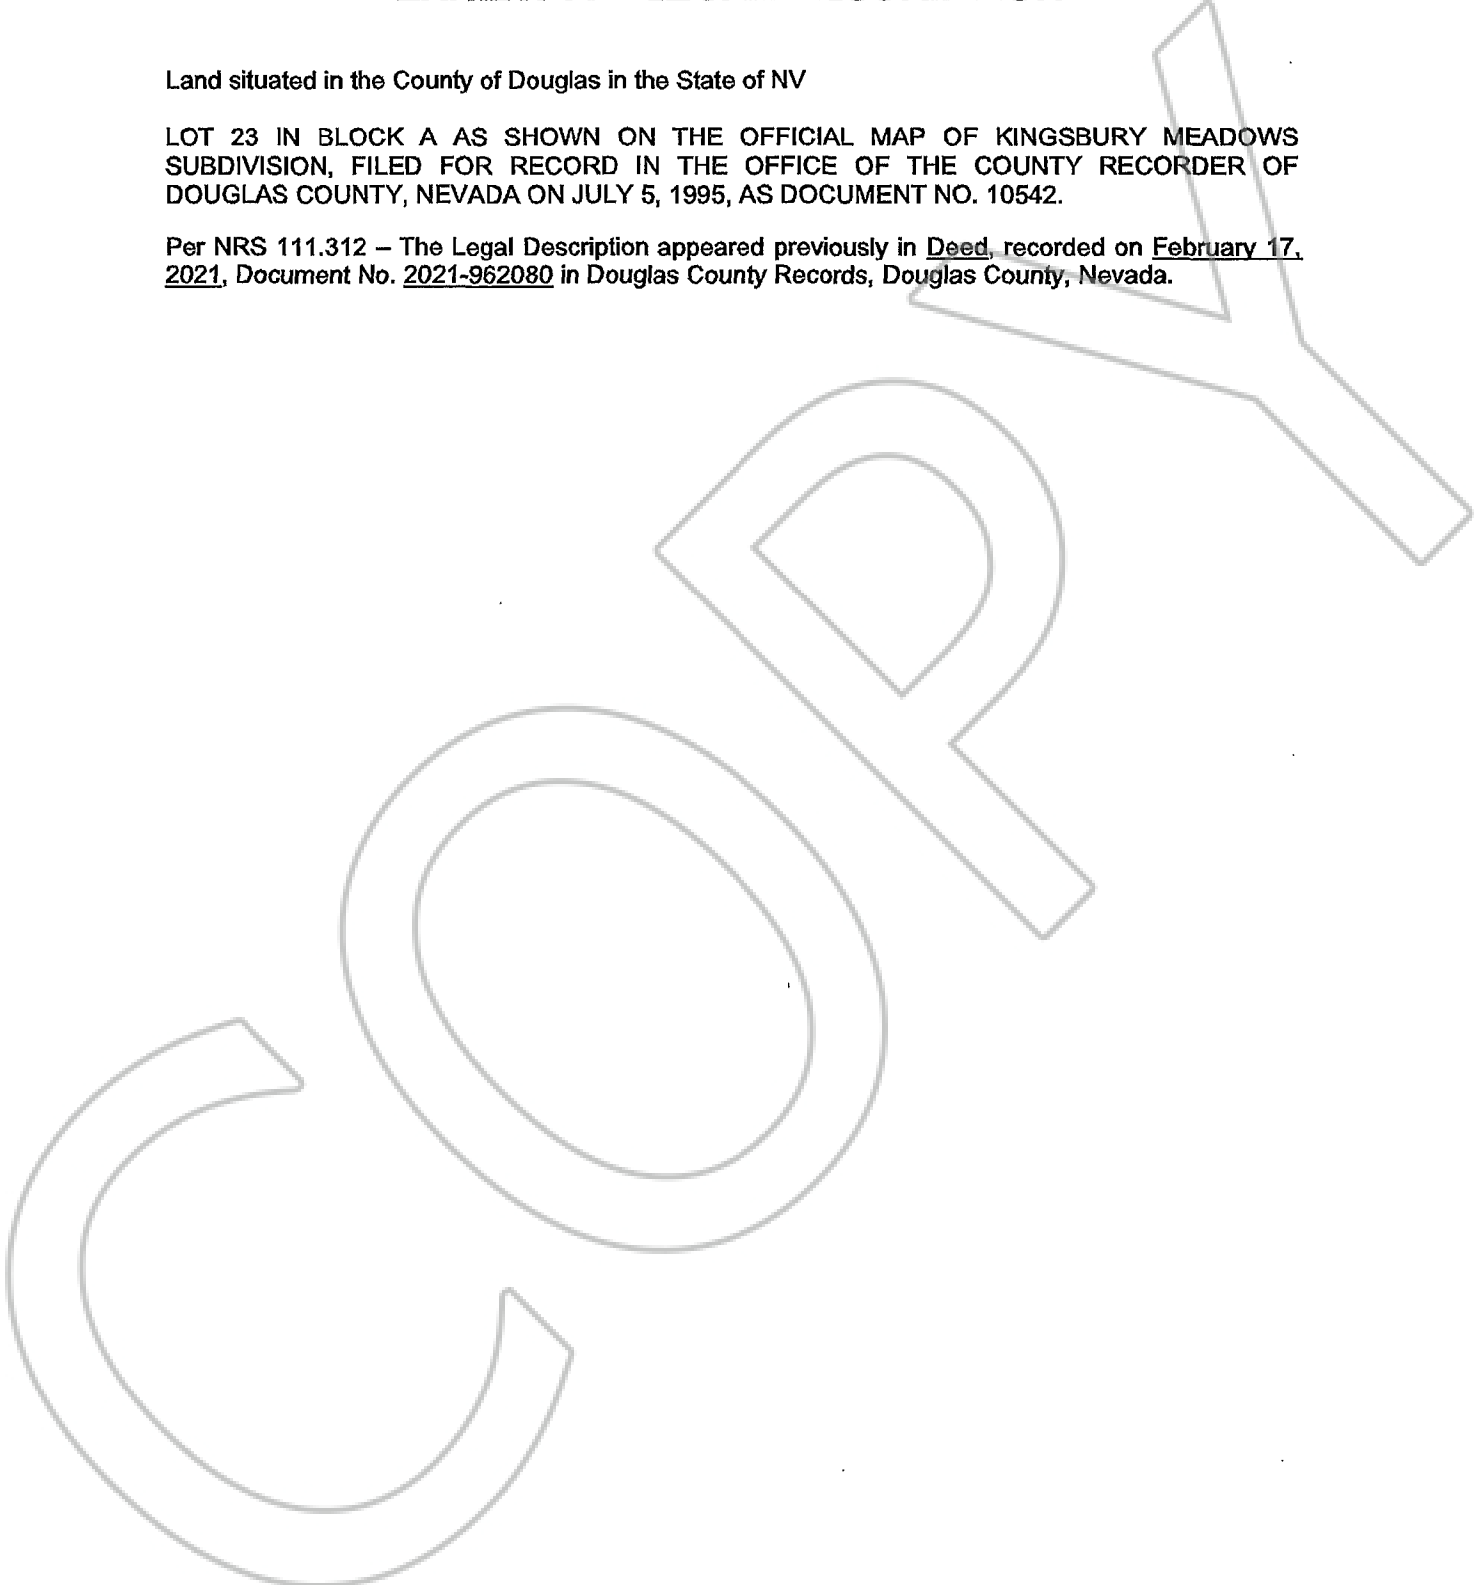 Land situated in the County of Douglas in the State of NV
LOT 23 IN BLOCK A AS SHOWN ON THE OFFICIAL MAP OF KINGSBURY MEADOWS
SUBDIVISION, FILED FOR RECORD IN THE OFFICE OF THE COUNTY RECORDER OF
DOUGLAS COUNTY, NEVADA ON JULY 5, 1995, AS DOCUMENT NO. 10542.
Per NRS 111.312 – The Legal Description appeared previously in Deed, recorded on February 17,
2021, Document No. 2021-962080 in Douglas County Records, Douglas County, Nevada.
COPY